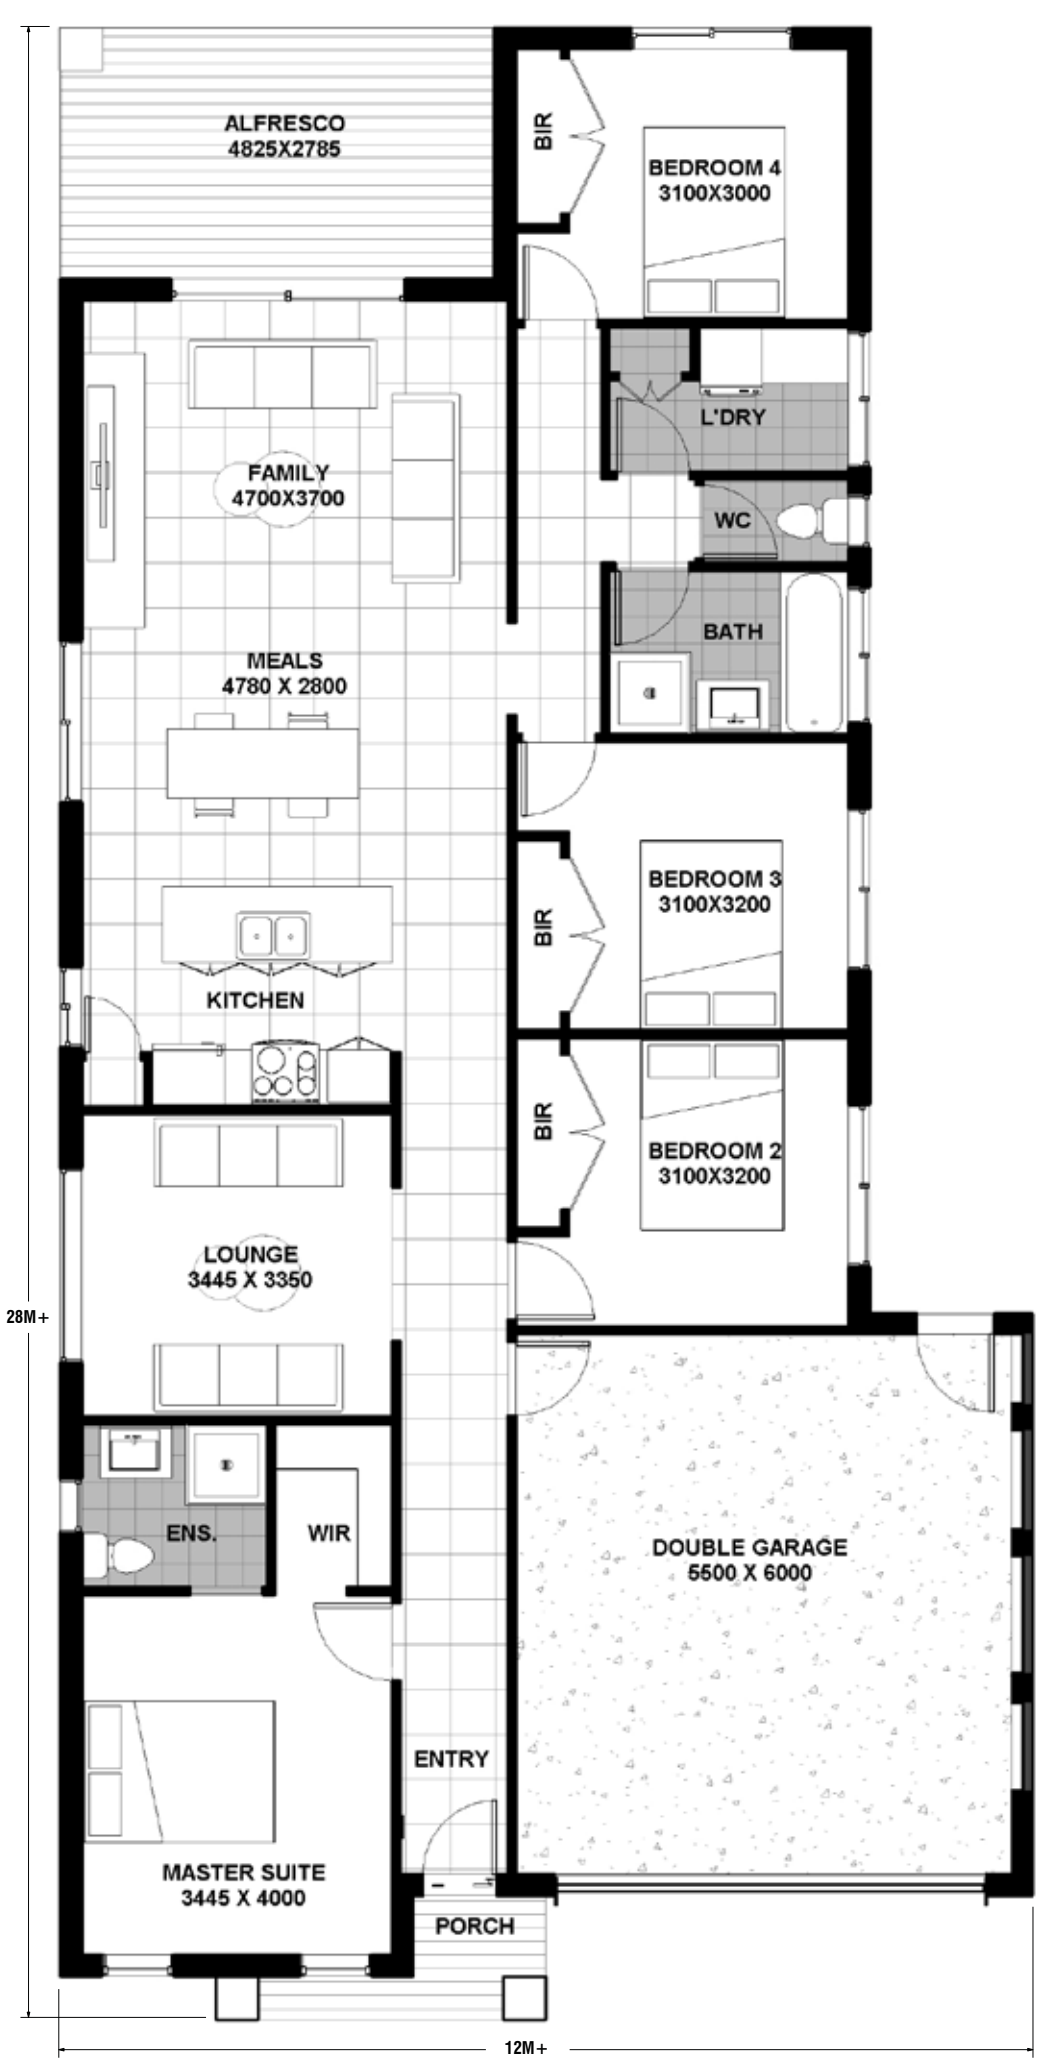 ALFRESCO
4825X2785
BIR
BEDROOM 4
3100X3000
L'DRY
FAMILY
4700X3700
WC
BATH
MEALS
4780 X 2800
BEDROOM 3
3100X3200
BIR
KITCHEN
BIR
BEDROOM 2
3100X3200
LOUNGE
3445 X 3350
28M+
ENS.
WIR
DOUBLE GARAGE
5500 X 6000
ENTRY
MASTER SUITE
3445 X 4000
PORCH
12M+